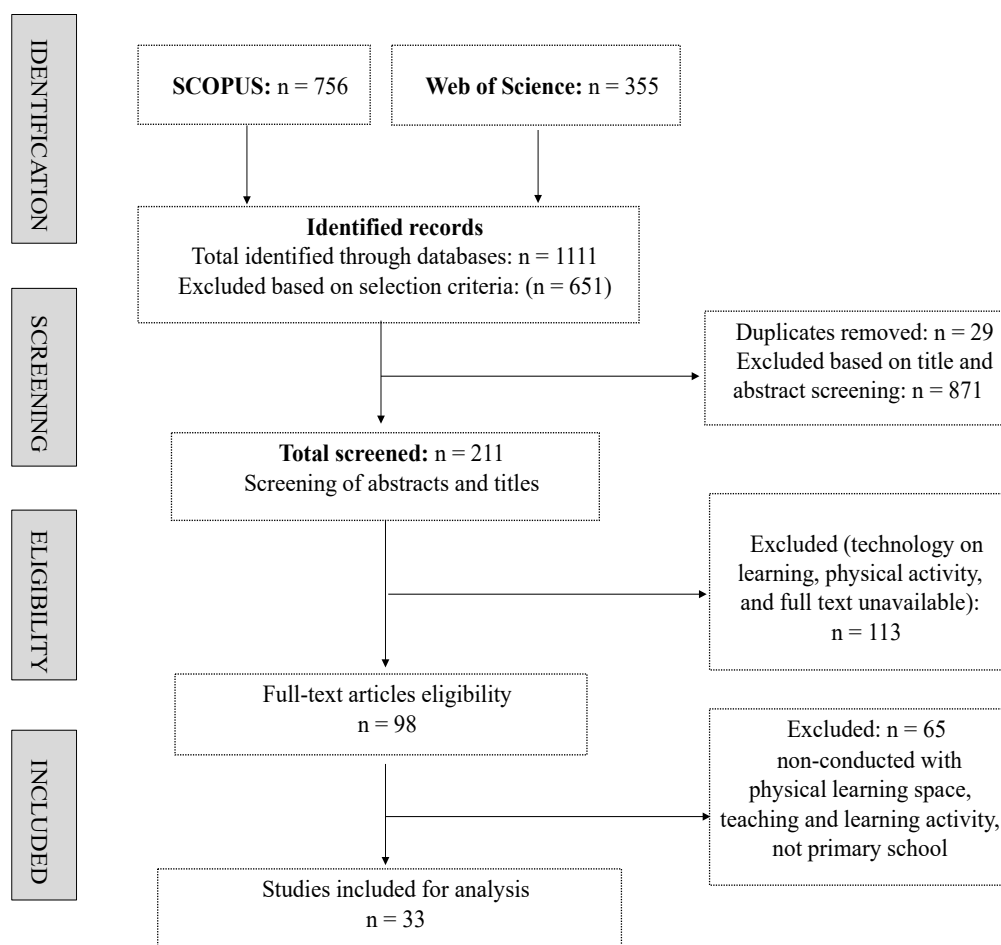 IDENTIFICATION
SCOPUS: n = 756
Web of Science: n = 355
Identified records
Total identified through databases: n = 1111
Excluded based on selection criteria: (n = 651)
SCREENING
Duplicates removed: n = 29
Excluded based on title and
abstract screening: n = 871
Total screened: n = 211
Screening of abstracts and titles
ELIGIBILITY
Excluded (technology on
learning, physical activity,
and full text unavailable):
n = 113
Full-text articles eligibility
n = 98
INCLUDED
Excluded: n = 65
non-conducted with
physical learning space,
teaching and learning activity,
not primary school
Studies included for analysis
n = 33